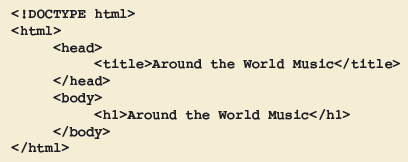 <!DOCTYPE html>
<html>
<head>
<title>Around the World Music</title>
</head>
<body>
<h1>Around the World Music</h1>
</body>
</html>